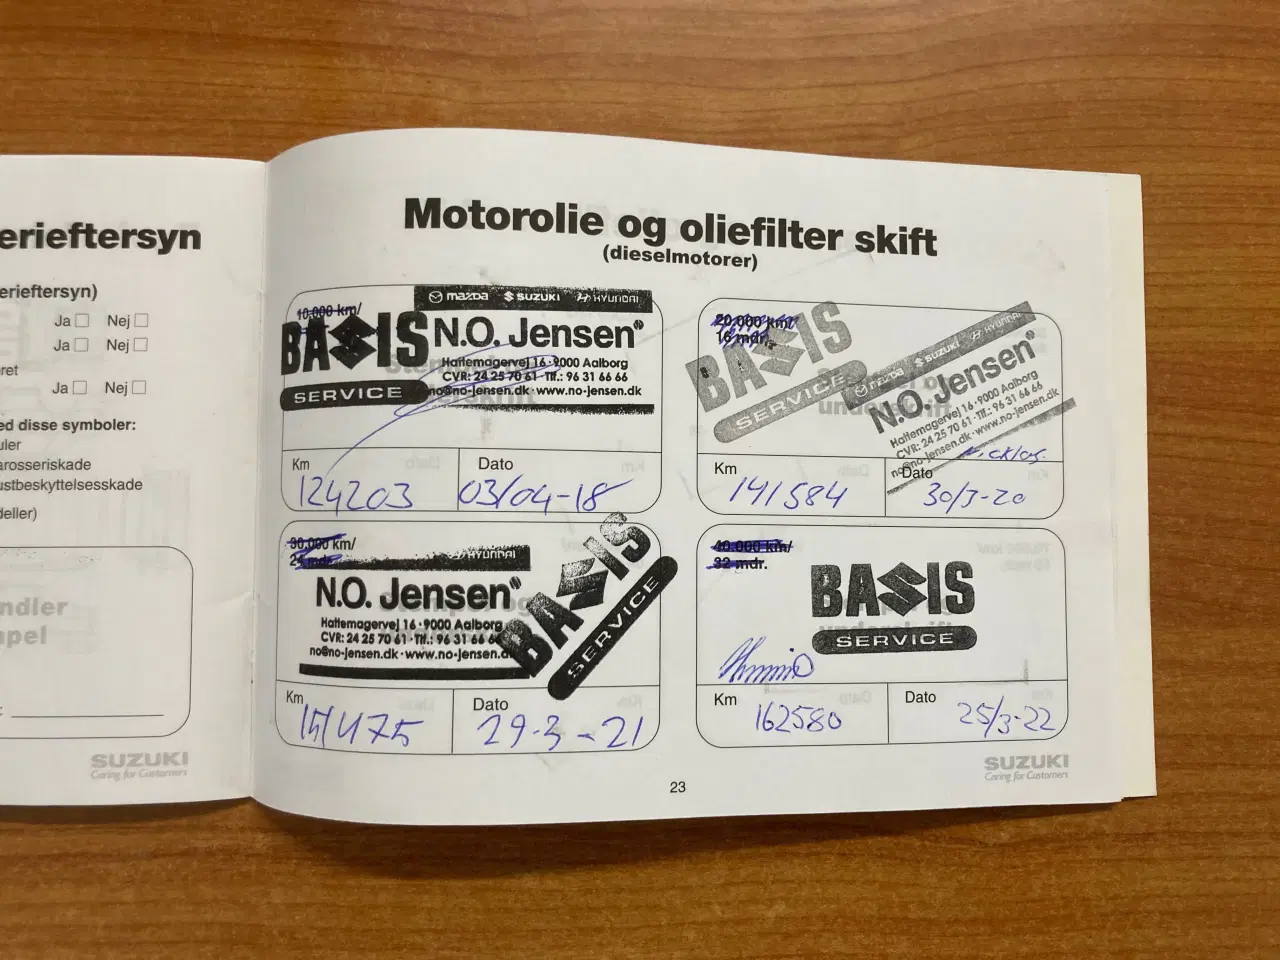 erieftersyn
erieftersyn)
Ja Nej
Ja Nej
ret
Ja Nej
ed disse symboler:
uler
arosseriskade
ustbeskyttelsesskade
deller)
ndler
npel
SUZUKI
Caring for Customers
Motorolie og oliefilter skift
(dieselmotorer)
10.000 km/
BASIS
SERVICE
mazda SUZUKI HYUNDAI
N.O. Jensen
Hattemagervej 16 · 9000 Aalborg
CVR: 24 25 70 61 · Tlf.: 96 31 66 66
no@no-jensen.dk · www.no-jensen.dk
Km Dato
124203 03/04-18
20.000 km/
16 mdr.
BASIS
SERVICE
mazda SUZUKI HYUNDAI
N.O. Jensen
Hattemagervej 16 · 9000 Aalborg
CVR: 24 25 70 61 · Tlf.: 96 31 66 66
no@no-jensen.dk · www.no-jensen.dk
Nicklas
Km Dato
141584 30/3-20
30.000 km/
24 mdr.
HYUNDAI
N.O. Jensen
Hattemagervej 16 · 9000 Aalborg
CVR: 24 25 70 61 · Tlf.: 96 31 66 66
no@no-jensen.dk · www.no-jensen.d
BASIS
SERVICE
Km Dato
29-3-21
40.000 km/
32 mdr.
BASIS
SERVICE
Km Dato
162580 25/3-22
SUZUKI
Caring for Customers
23